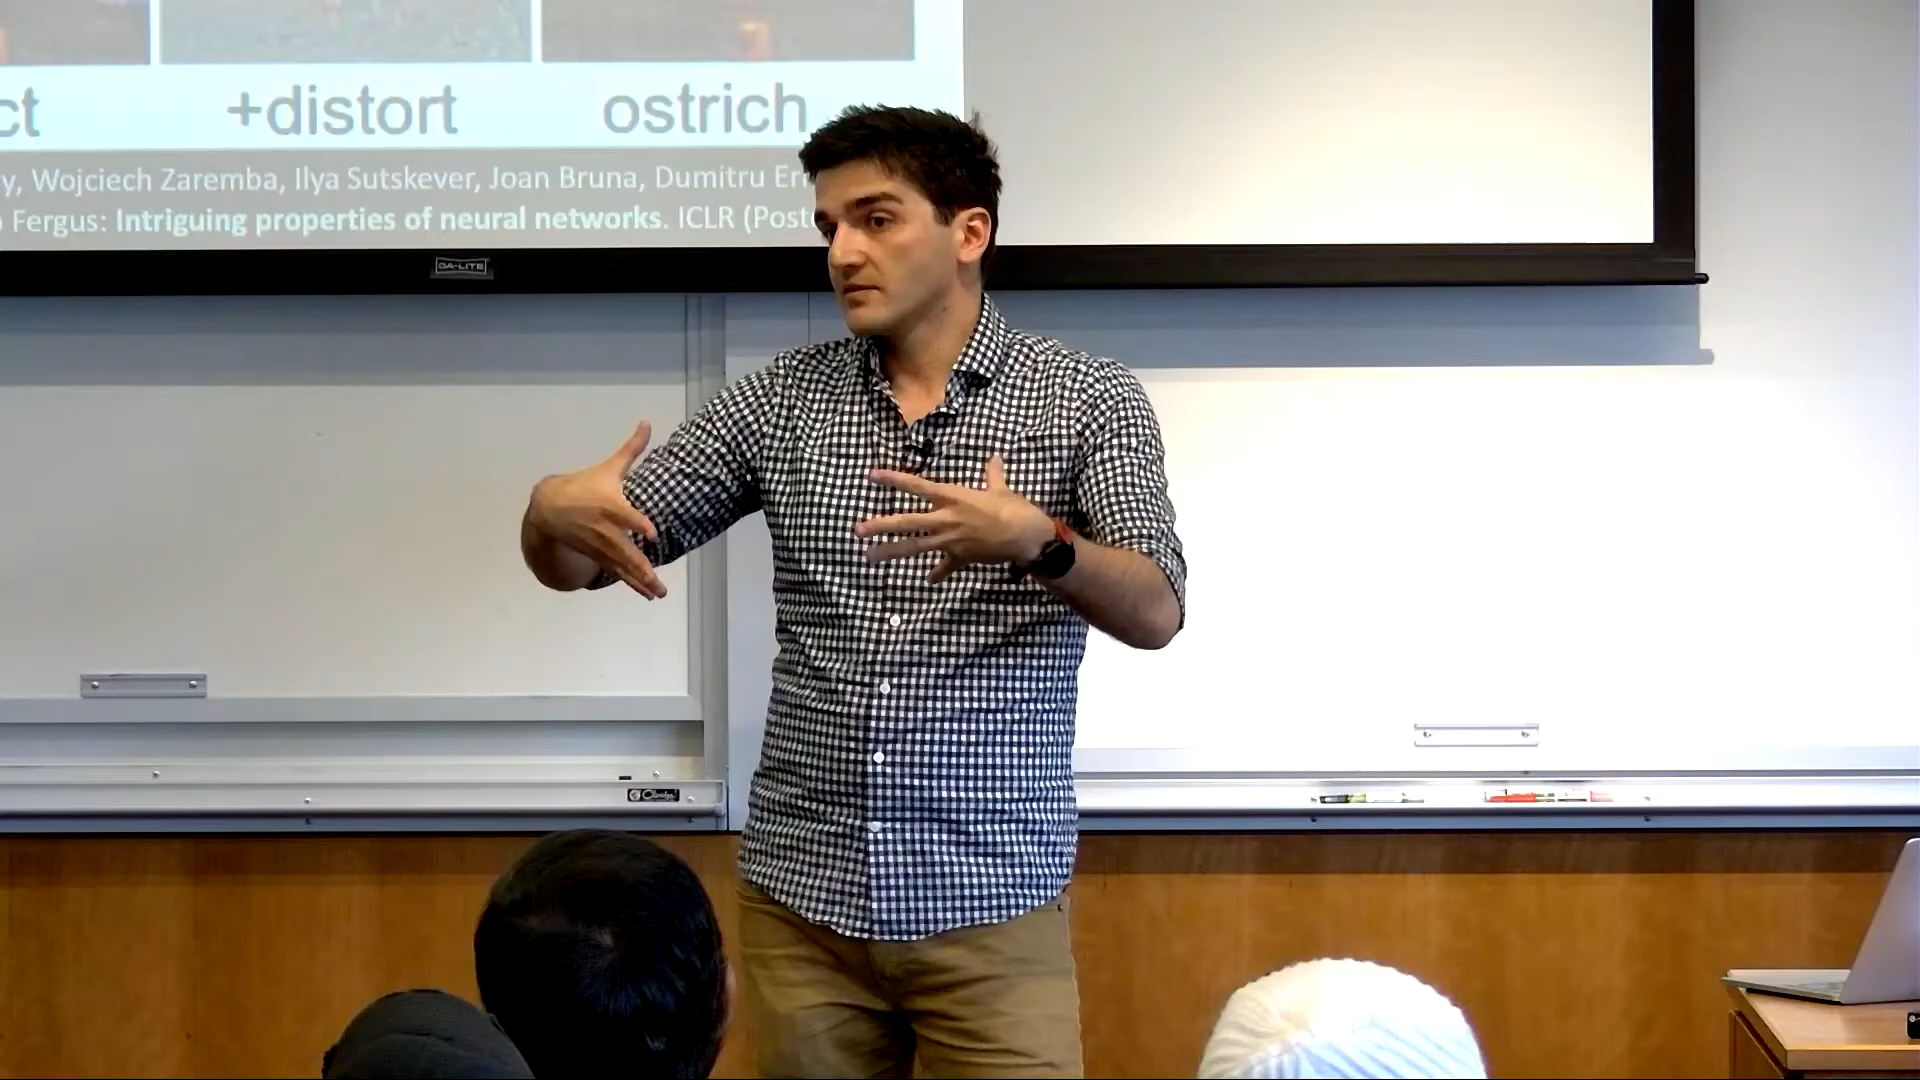 ct +distort ostrich
y, Wojciech Zaremba, Ilya Sutskever, Joan Bruna, Dumitru Er
Fergus: Intriguing properties of neural networks. ICLR (Post
DA-LITE